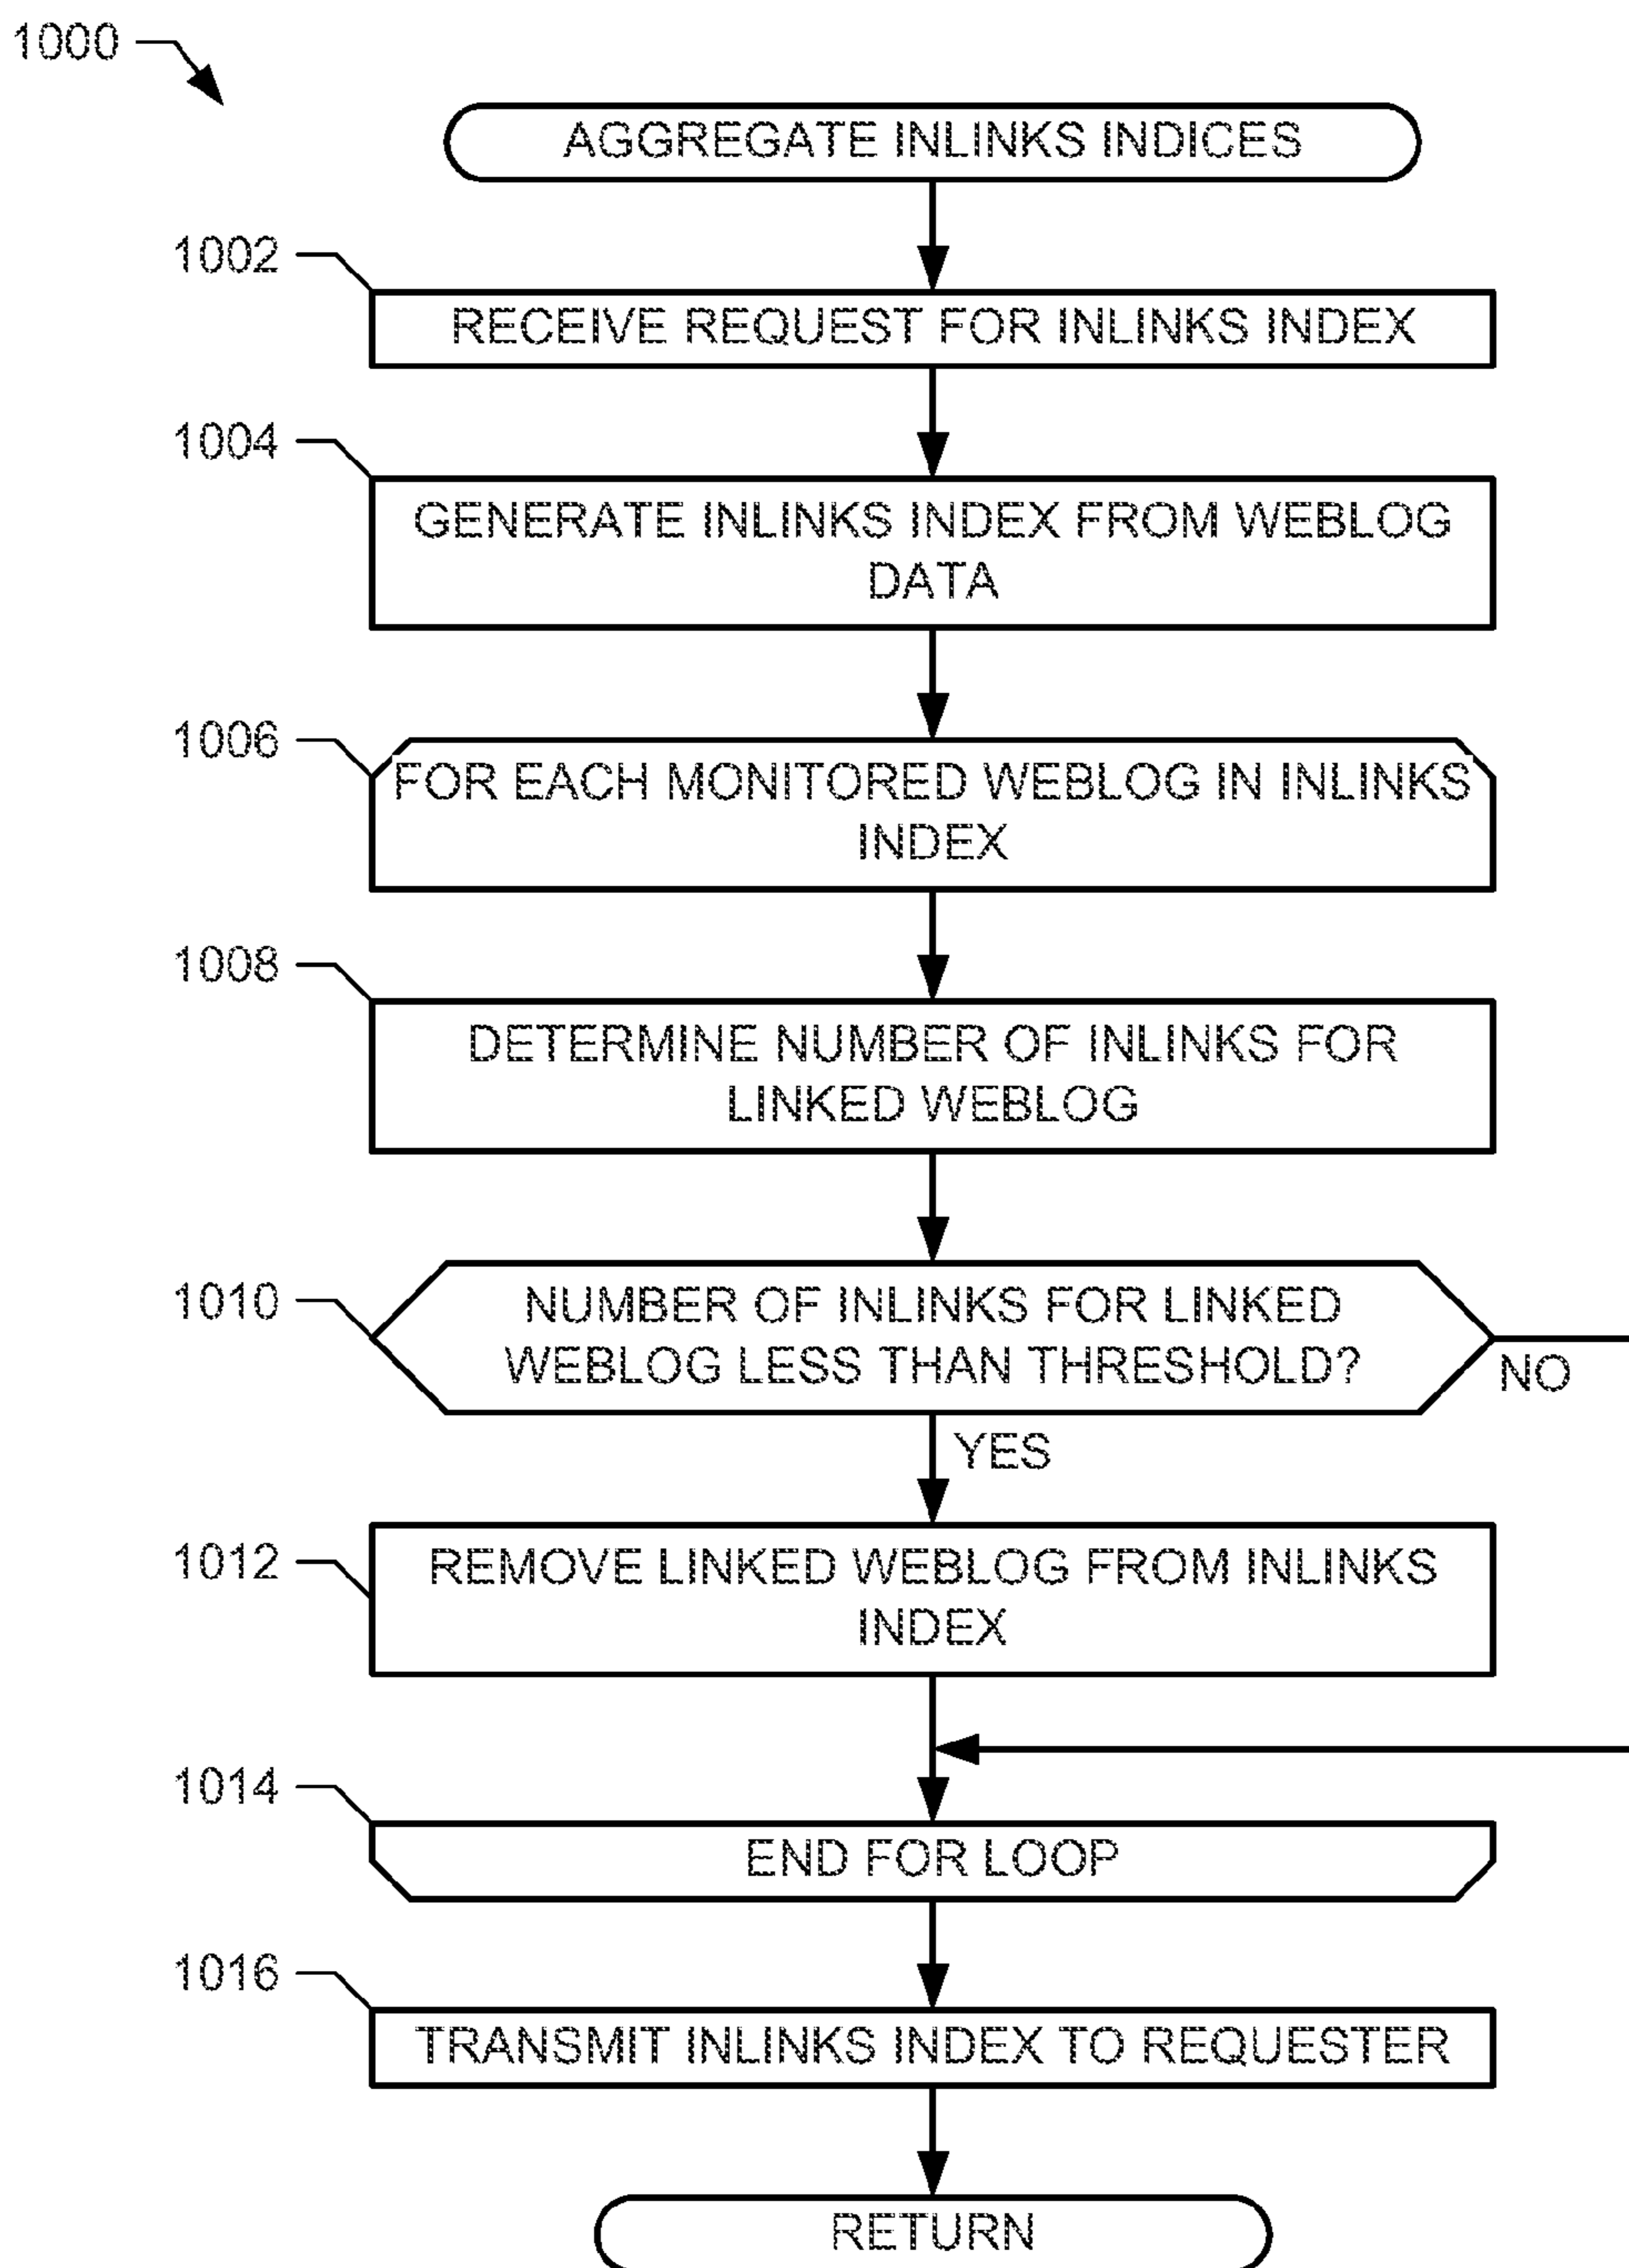 1000
AGGREGATE INLINKS INDICES
1002
RECEIVE REQUEST FOR INLINKS INDEX
1004
GENERATE INLINKS INDEX FROM WEBLOG
DATA
1006
FOR EACH MONITORED WEBLOG IN INLINKS
INDEX
1008
DETERMINE NUMBER OF INLINKS FOR
LINKED WEBLOG
1010
NUMBER OF INLINKS FOR LINKED
WEBLOG LESS THAN THRESHOLD?
NO
YES
1012
REMOVE LINKED WEBLOG FROM INLINKS
INDEX
1014
END FOR LOOP
1016
TRANSMIT INLINKS INDEX TO REQUESTER
RETURN